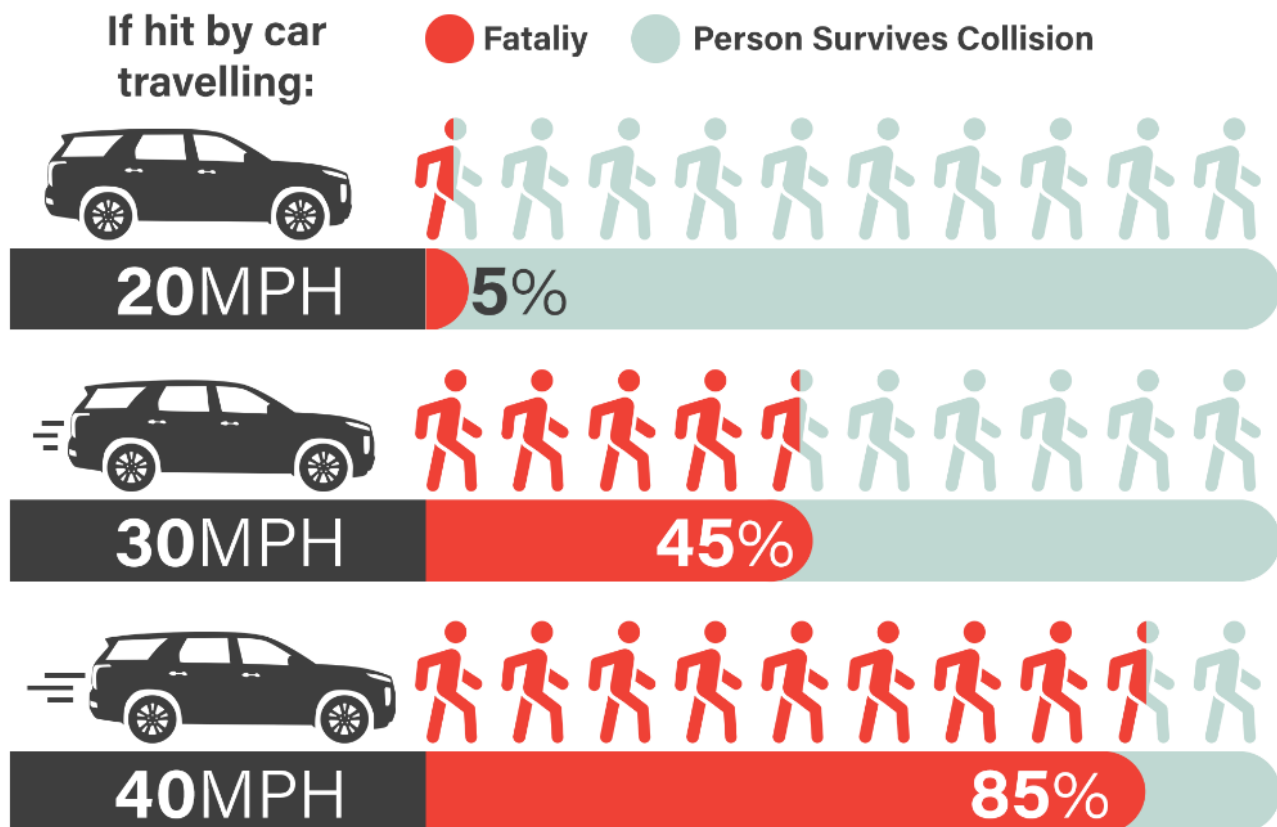 If hit by car
travelling:
Fataliy
Person Survives Collision
20MPH
5%
30MPH
45%
40MPH
85%